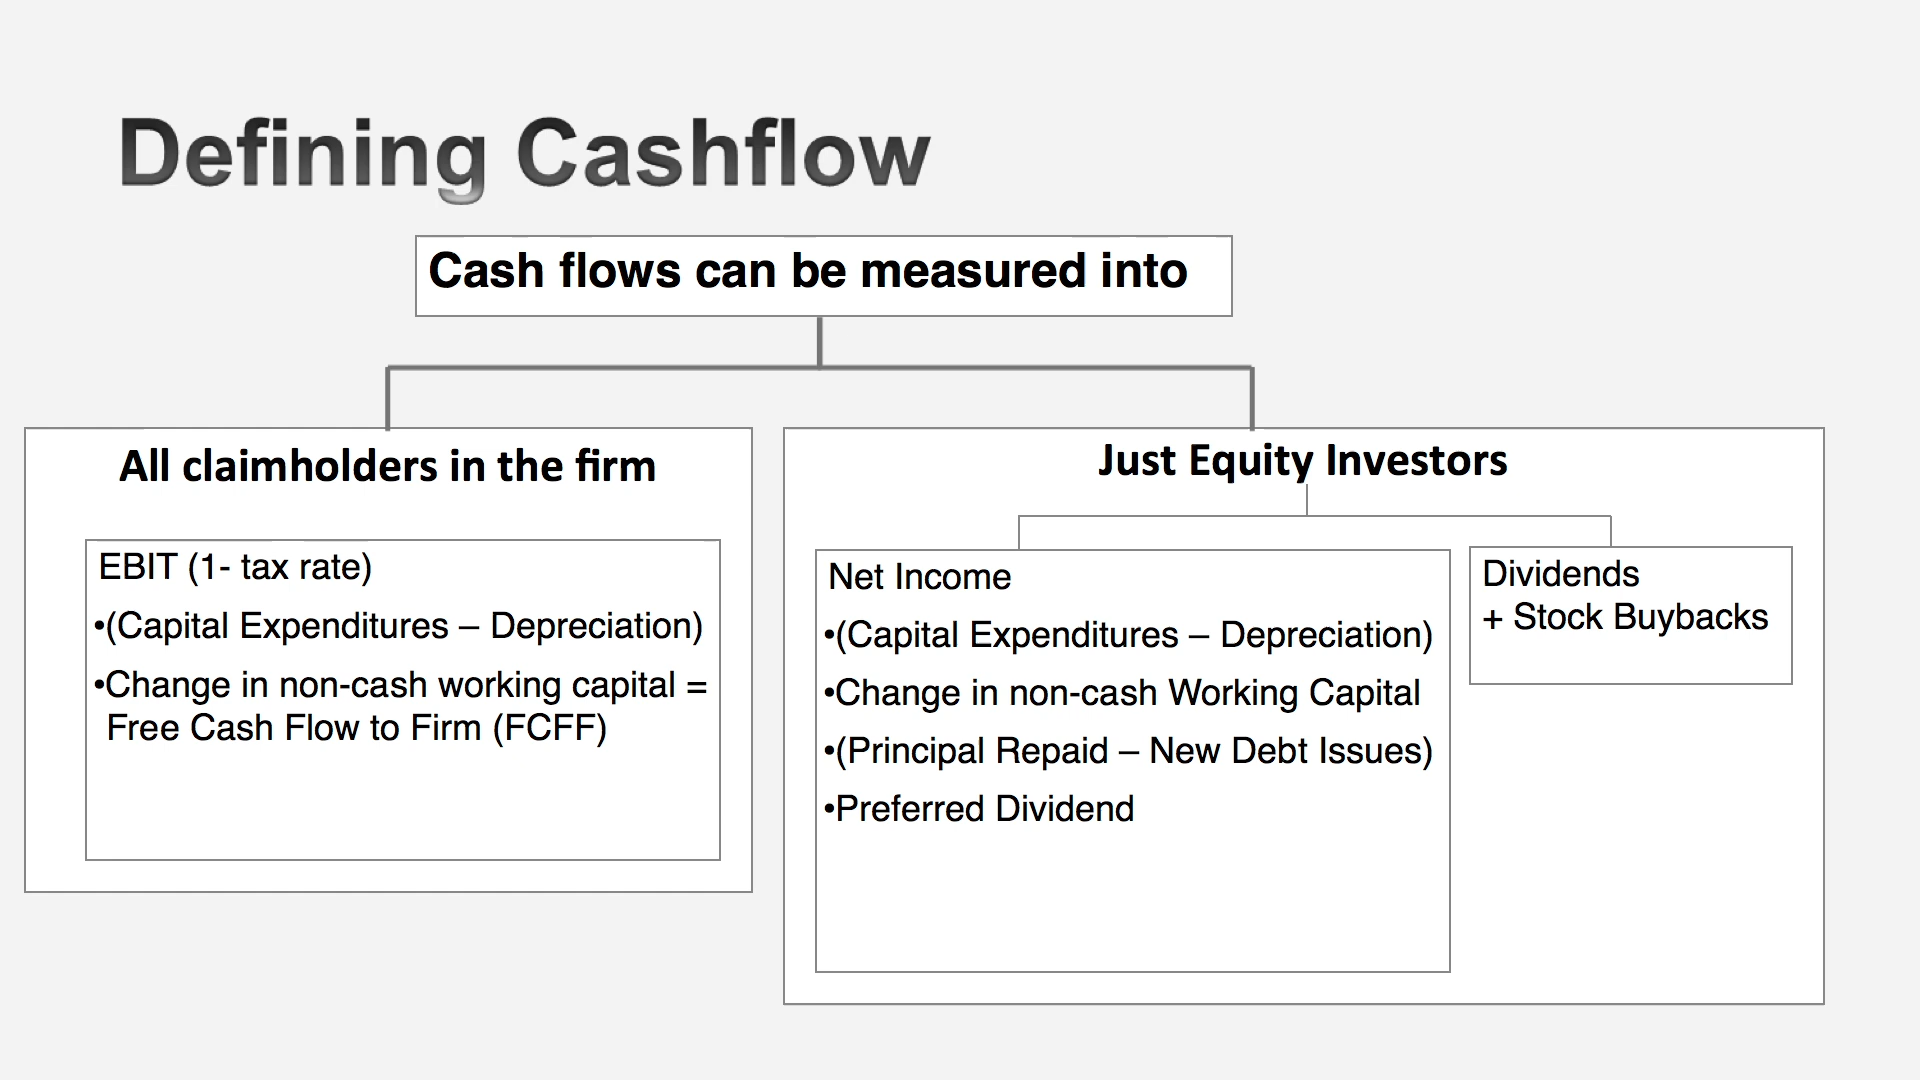 Defining Cashflow
Cash flows can be measured into
All claimholders in the firm
EBIT (1- tax rate)
•(Capital Expenditures – Depreciation)
•Change in non-cash working capital =
Free Cash Flow to Firm (FCFF)
Just Equity Investors
Net Income
•(Capital Expenditures – Depreciation)
•Change in non-cash Working Capital
•(Principal Repaid – New Debt Issues)
•Preferred Dividend
Dividends
+ Stock Buybacks